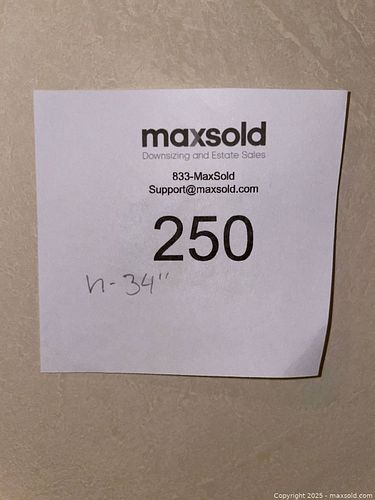 maxsold
Downsizing and Estate Sales
833-MaxSold
Support@maxsold.com
250
h-34"
Copyright 2025 - maxsold.com